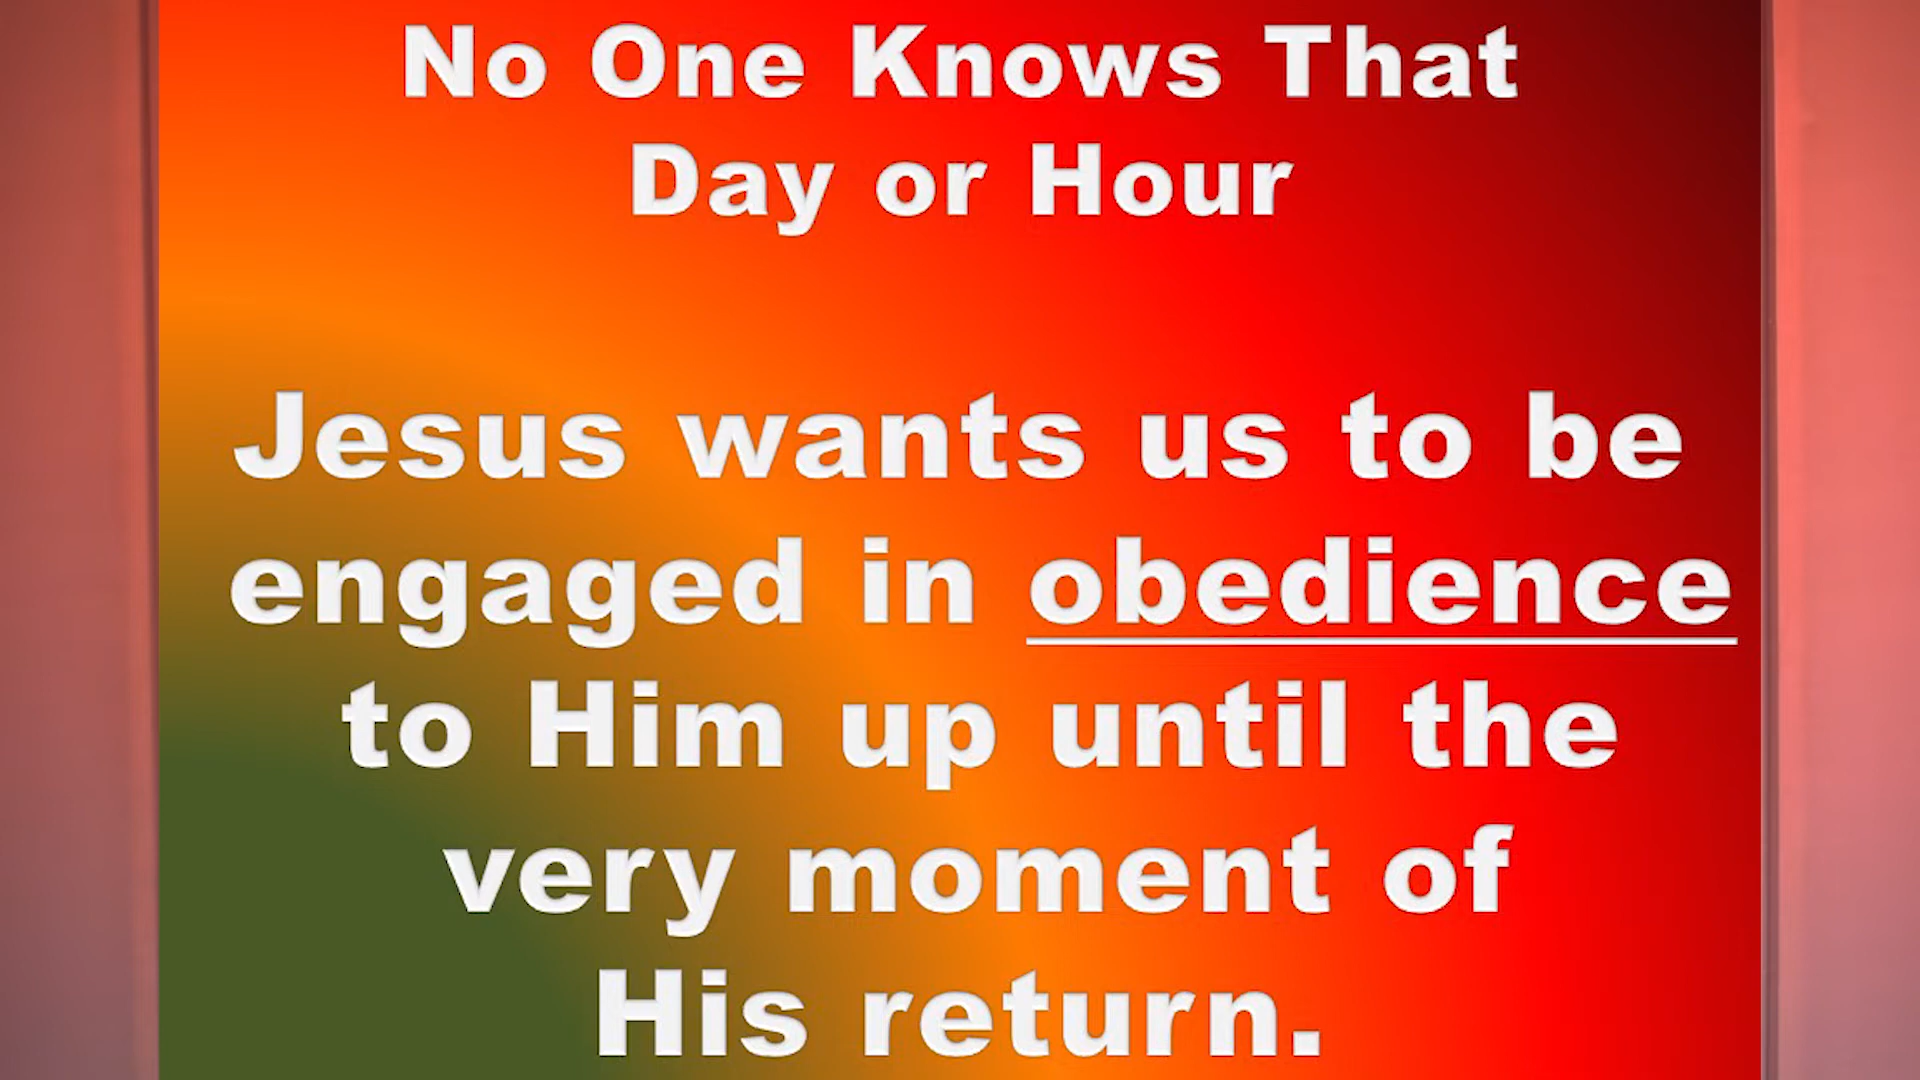 No One Knows That
Day or Hour
Jesus wants us to be
engaged in obedience
to Him up until the
very moment of
His return.